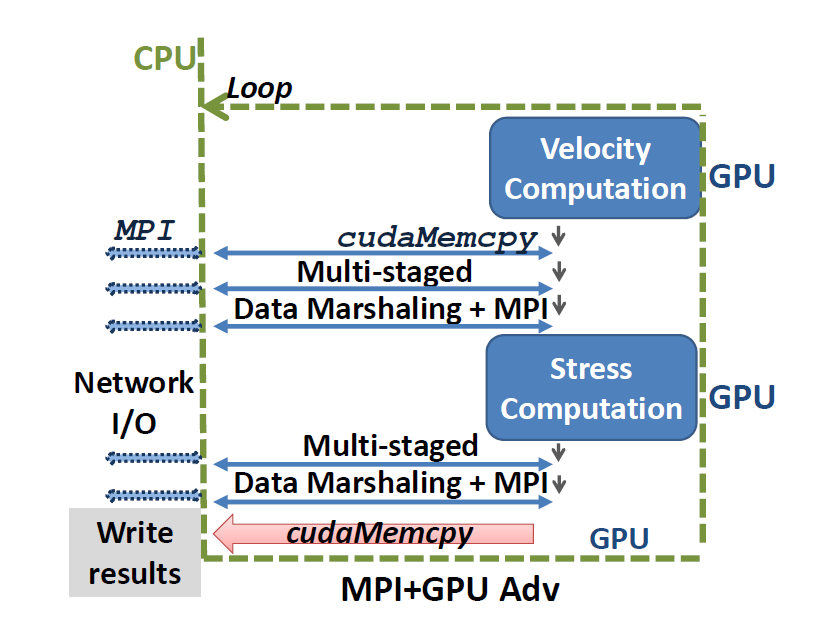 CPU
Loop
Velocity
Computation
GPU
MPI
cudaMemcpy
Multi-staged
Data Marshaling + MPI
Stress
Computation
GPU
Network
I/O
Multi-staged
Data Marshaling + MPI
Write
results
cudaMemcpy
GPU
MPI+GPU Adv